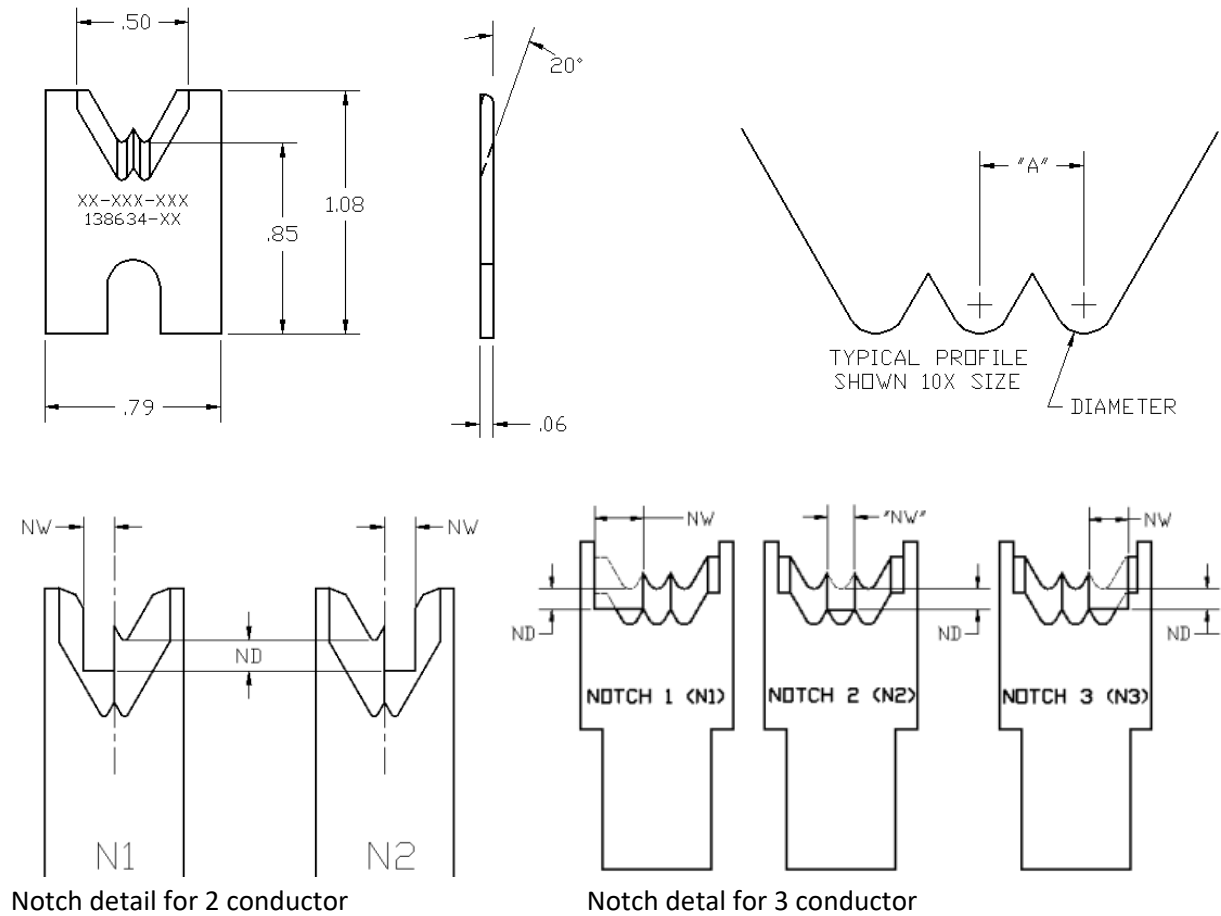 .50
20°
"A"
XX-XXX-XXX
138634-XX
1.08
.85
TYPICAL PROFILE
SHOWN 10X SIZE
DIAMETER
.79
.06
NW
NW
NW
"NW"
NW
ND
ND
ND
ND
NOTCH 1 (N1)
NOTCH 2 (N2)
NOTCH 3 (N3)
N1
N2
Notch detail for 2 conductor
Notch detal for 3 conductor